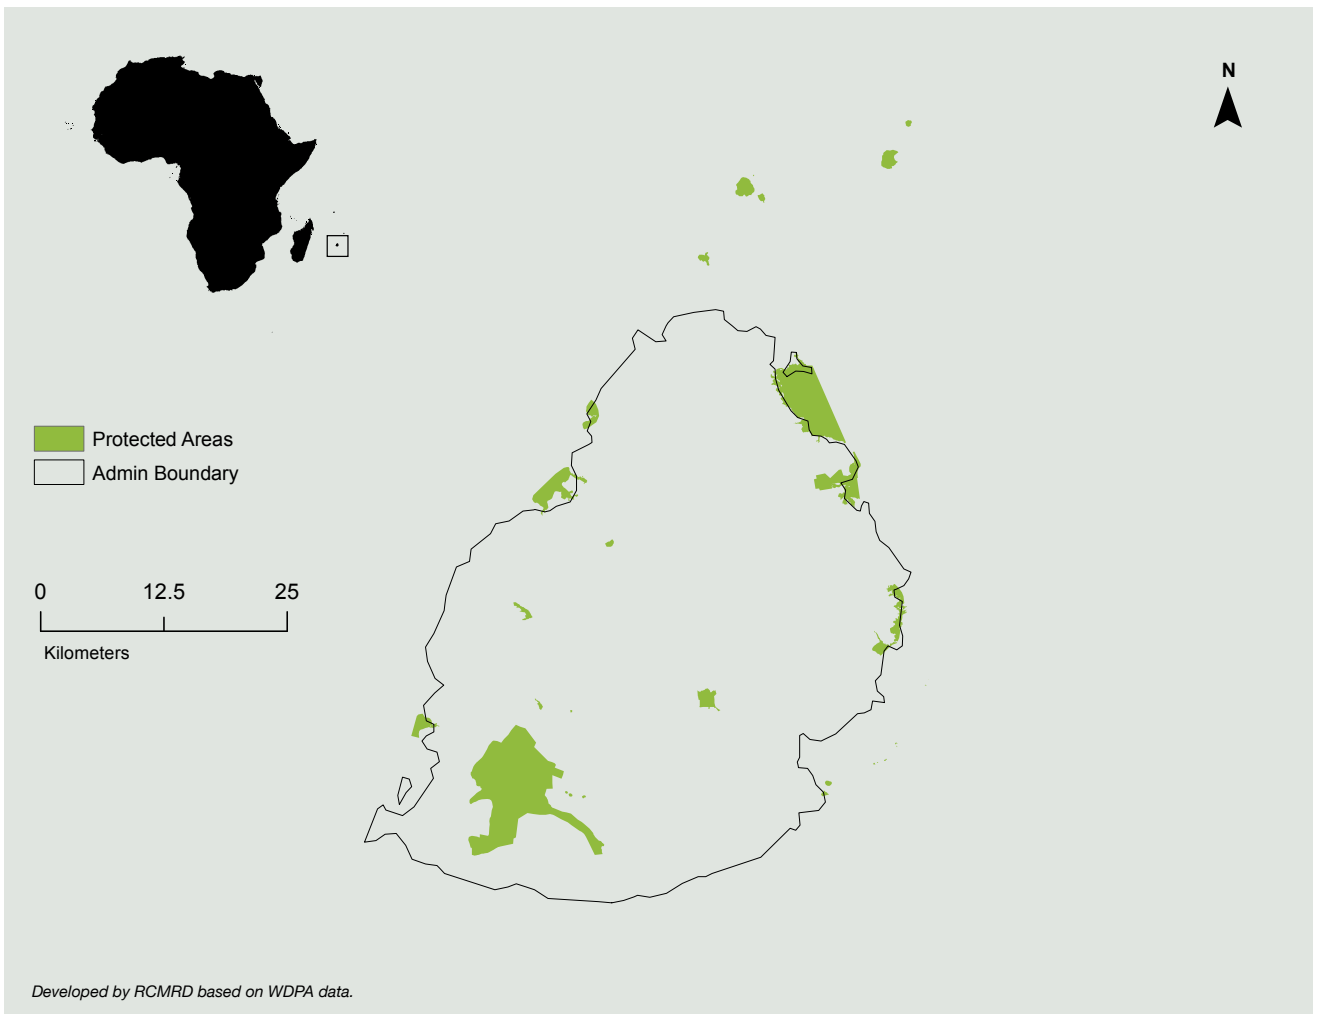 N
Protected Areas
Admin Boundary
0 12.5 25
Kilometers
Developed by RCMRD based on WDPA data.